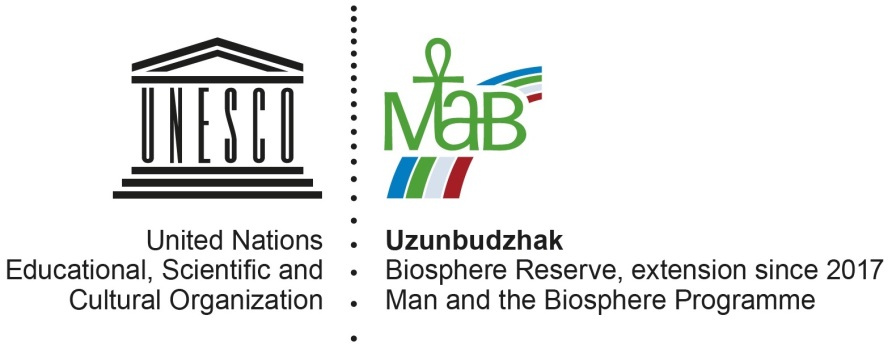 UNESCO
United Nations
Educational, Scientific and
Cultural Organization
MaB
Uzunbudzhak
Biosphere Reserve, extension since 2017
Man and the Biosphere Programme